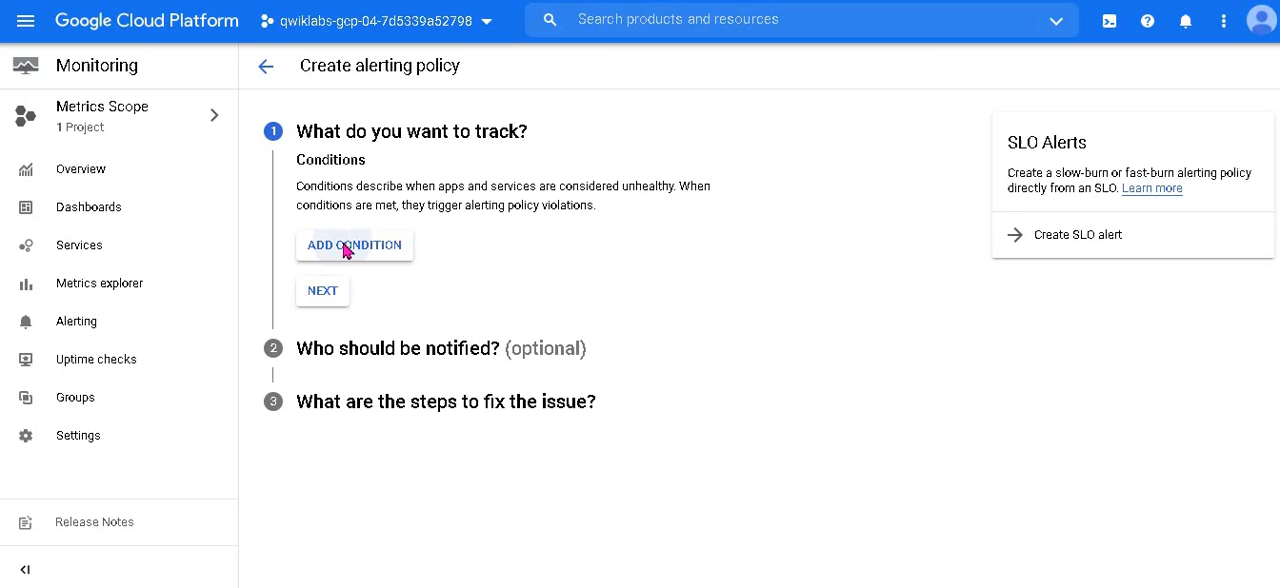 Google Cloud Platform
qwiklabs-gcp-04-7d5339a52798
Search products and resources
Monitoring
Create alerting policy
Metrics Scope
1 Project
Overview
Dashboards
Services
Metrics explorer
Alerting
Uptime checks
Groups
Settings
Release Notes
1 What do you want to track?
Conditions
Conditions describe when apps and services are considered unhealthy. When
conditions are met, they trigger alerting policy violations.
ADD CONDITION
NEXT
2 Who should be notified? (optional)
3 What are the steps to fix the issue?
SLO Alerts
Create a slow-burn or fast-burn alerting policy
directly from an SLO. Learn more
Create SLO alert